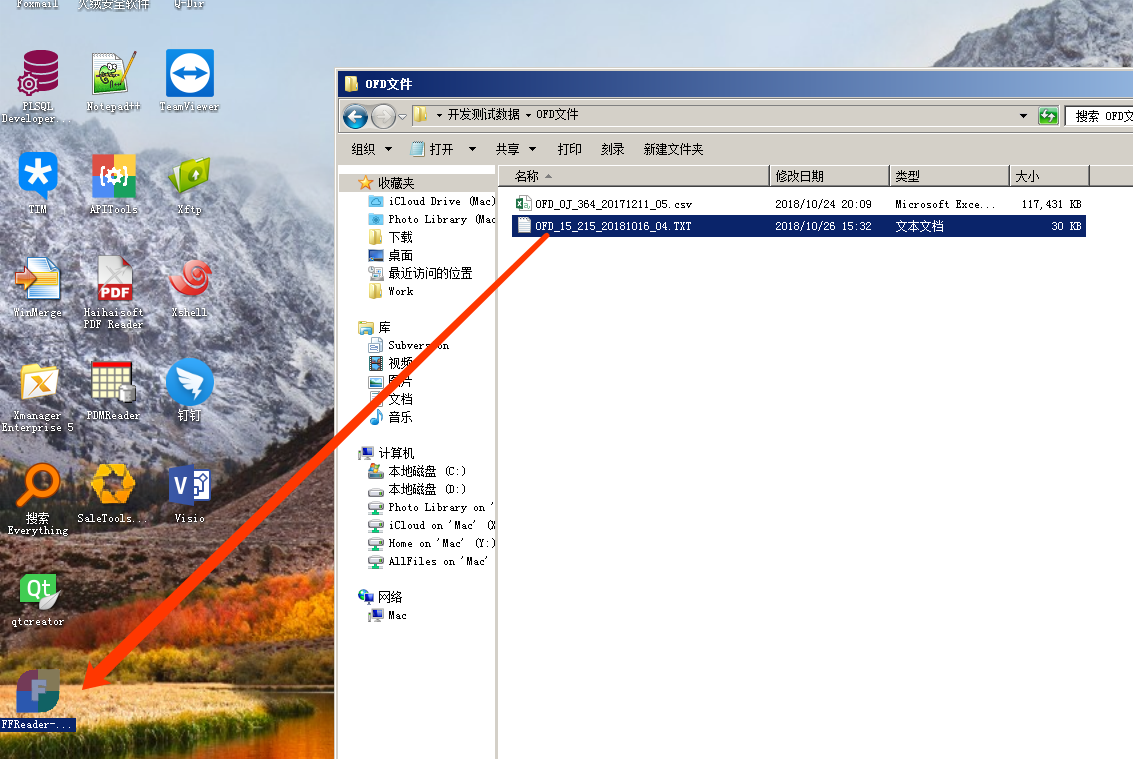 Foxmail
火绒安全软件
Q-Dir
PLSQL
Developer...
Notepad++
TeamViewer
TIM
APITools
Xftp
WinMerge
Haihaisoft
PDF Reader
PDF
Xshell
Xmanager
Enterprise 5
PDMReader
钉钉
搜索
Everything
SaleTools...
Visio
Qt
qtcreator
F
FFReader-...
OFD文件
开发测试数据 OFD文件
搜索 OFD文
组织 打开 共享 打印 刻录 新建文件夹
名称 修改日期 类型 大小
OFD_OJ_364_20171211_05.csv 2018/10/24 20:09 Microsoft Exce... 117,431 KB
OFD_15_215_20181016_04.TXT 2018/10/26 15:32 文本文档 30 KB
收藏夹
iCloud Drive (Mac)
Photo Library (Mac
下载
桌面
最近访问的位置
Work
库
Subversion
视频
图片
文档
音乐
计算机
本地磁盘 (C:)
本地磁盘 (D:)
Photo Library on '
iCloud on 'Mac' (X
Home on 'Mac' (Y:)
AllFiles on 'Mac'
网络
Mac